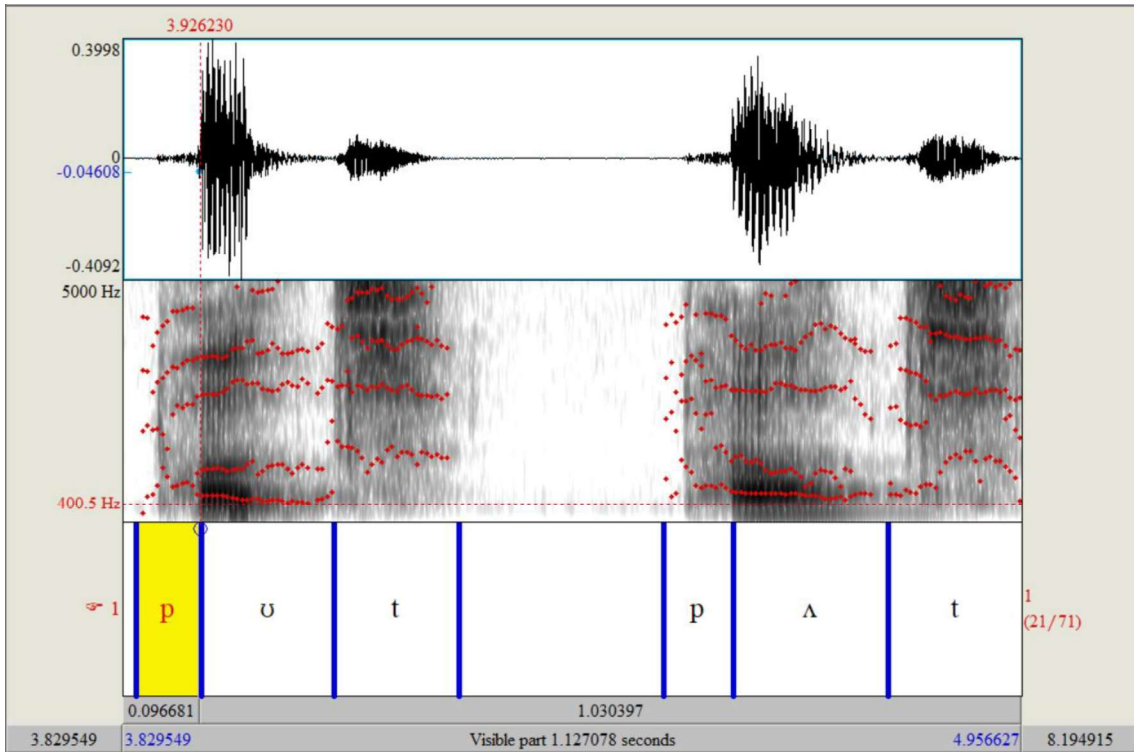 3.926230
0.3998
0
-0.04608
-0.4092
5000 Hz
400.5 Hz
☞ 1 p ʊ t p ʌ t 1
(21/71)
0.096681 1.030397
3.829549 3.829549 Visible part 1.127078 seconds 4.956627 8.194915